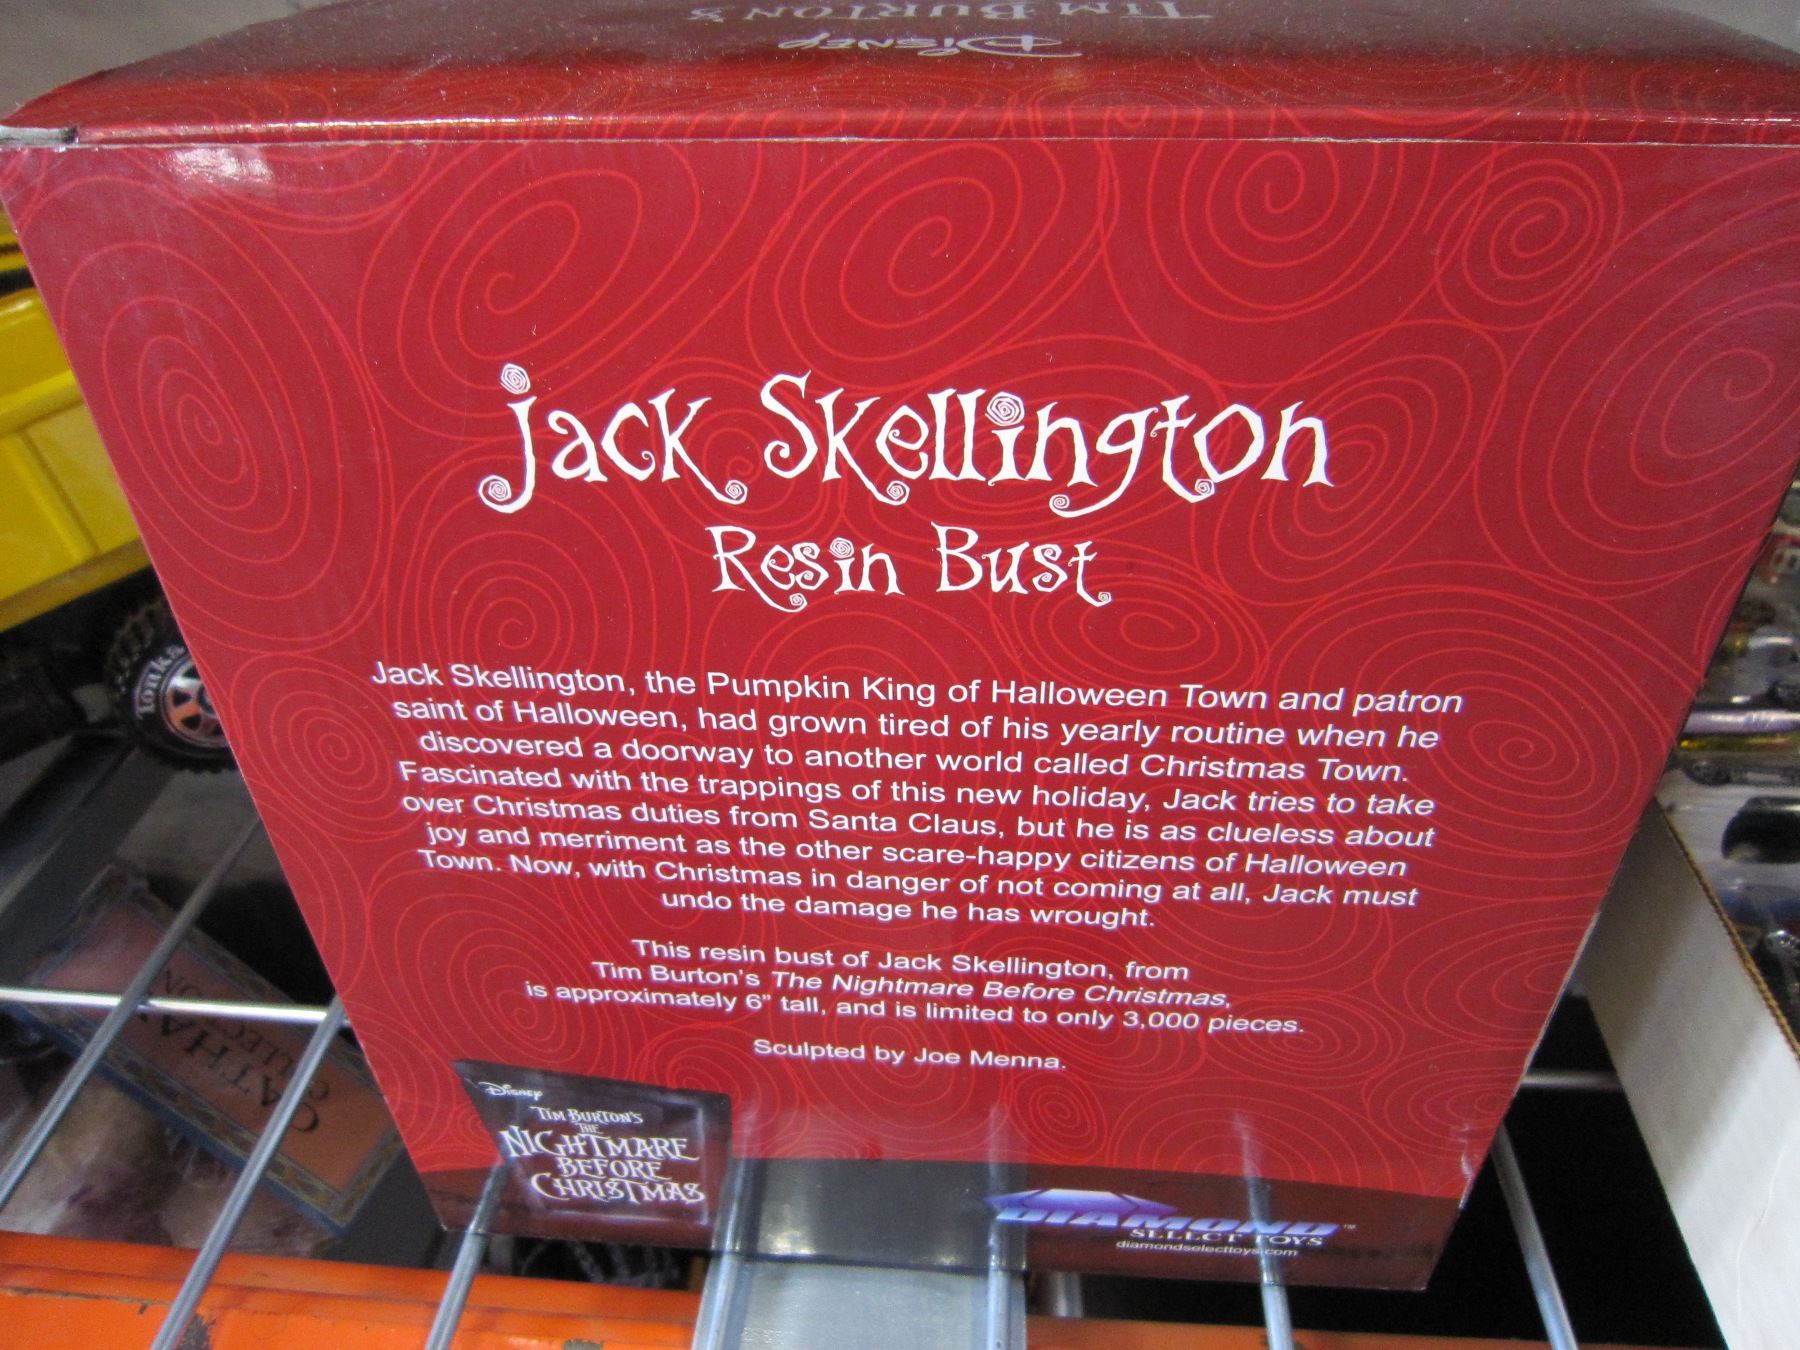 TIM BURTON'S
Disney
Jack Skellington
Resin Bust
Jack Skellington, the Pumpkin King of Halloween Town and patron
saint of Halloween, had grown tired of his yearly routine when he
discovered a doorway to another world called Christmas Town.
Fascinated with the trappings of this new holiday, Jack tries to take
over Christmas duties from Santa Claus, but he is as clueless about
joy and merriment as the other scare-happy citizens of Halloween
Town. Now, with Christmas in danger of not coming at all, Jack must
undo the damage he has wrought.
This resin bust of Jack Skellington, from
Tim Burton's The Nightmare Before Christmas,
is approximately 6" tall, and is limited to only 3,000 pieces.
Sculpted by Joe Menna.
Disney
TIM BURTON'S
THE
NIGHTMARE
BEFORE
CHRISTMAS
DIAMOND™
SELECT TOYS
diamondselecttoys.com
Tonka